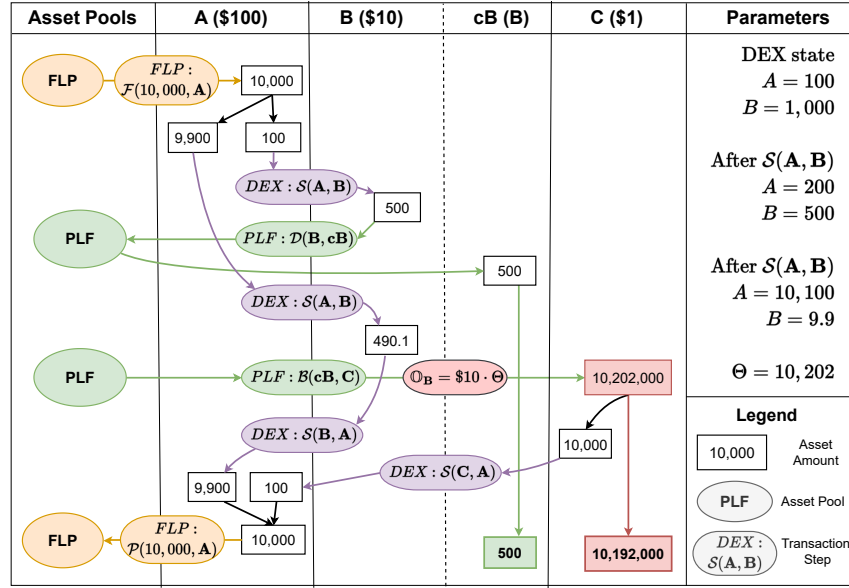 Asset Pools
A ($100)
B ($10)
cB (B)
C ($1)
Parameters
FLP
FLP :
F(10,000, A)
10,000
9,900
100
DEX : S(A, B)
500
PLF
PLF : D(B, cB)
500
DEX : S(A, B)
490.1
PLF
PLF : B(cB, C)
𝕆_B = $10 · Θ
10,202,000
DEX : S(B, A)
10,000
DEX : S(C, A)
9,900
100
FLP
FLP :
P(10,000, A)
10,000
500
10,192,000
DEX state
A = 100
B = 1,000
After S(A, B)
A = 200
B = 500
After S(A, B)
A = 10,100
B = 9.9
Θ = 10,202
Legend
10,000
Asset
Amount
PLF
Asset Pool
DEX :
S(A, B)
Transaction
Step